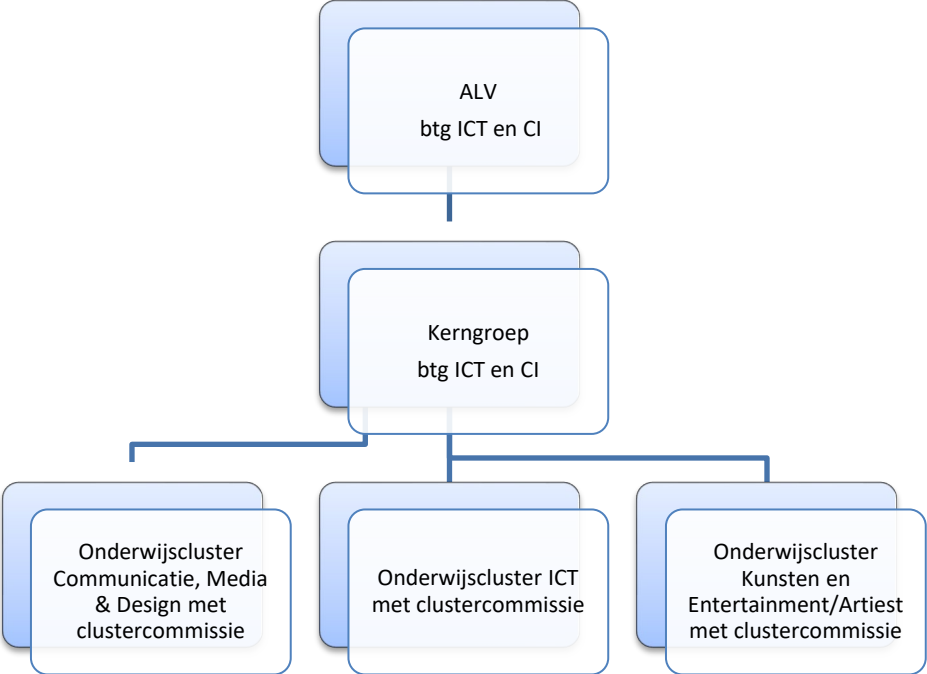 ALV
btg ICT en CI
Kerngroep
btg ICT en CI
Onderwijscluster
Communicatie, Media
& Design met
clustercommissie
Onderwijscluster ICT
met clustercommissie
Onderwijscluster
Kunsten en
Entertainment/Artiest
met clustercommissie